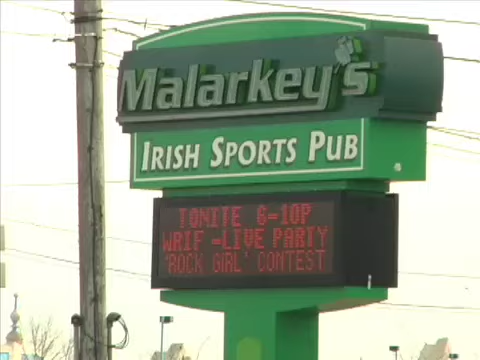 Malarkey's
IRISH SPORTS PUB
TONITE 6-10P
WRIF -LIVE PARTY
'ROCK GIRL' CONTEST